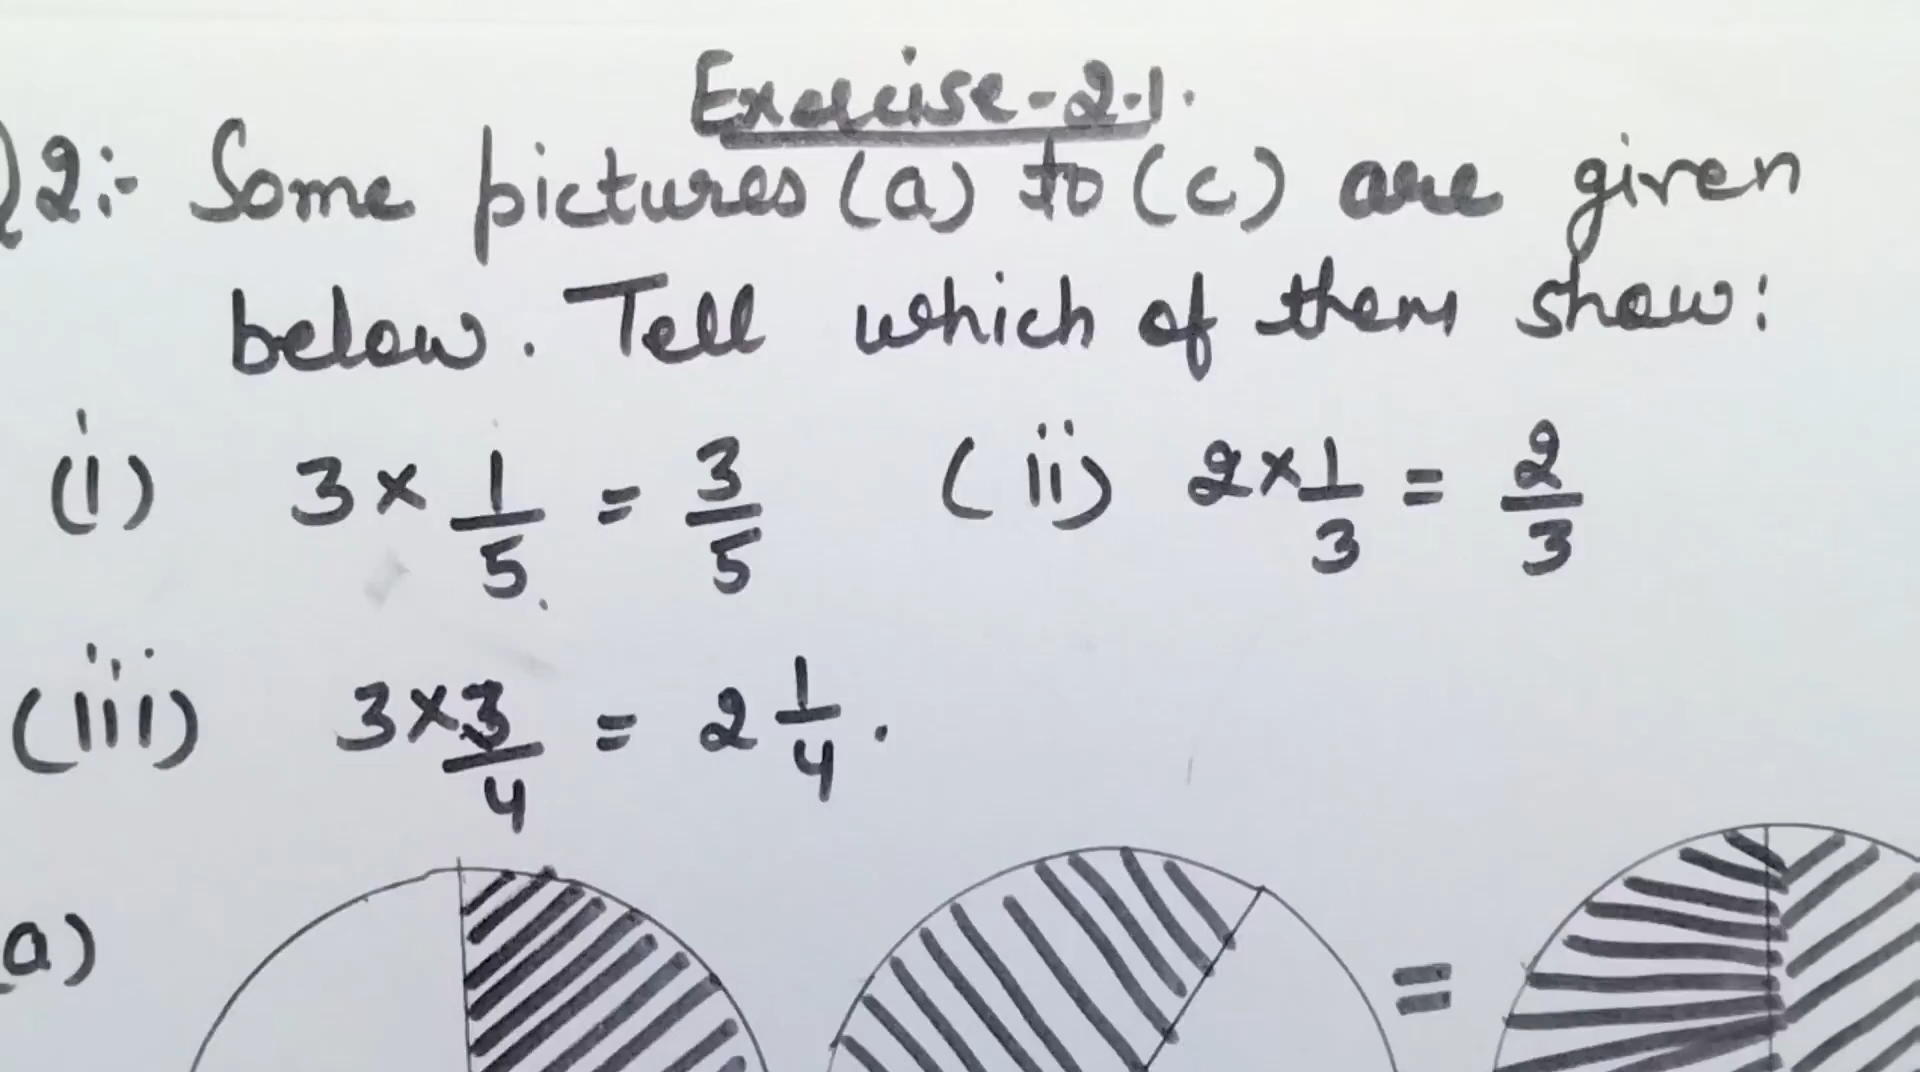 Exercise-2.1.
Q2:- Some pictures (a) to (c) are given
below. Tell which of them show:
(i) 3 × 1/5 = 3/5 (ii) 2 × 1/3 = 2/3
(iii) 3 × 3/4 = 2 1/4.
a) =